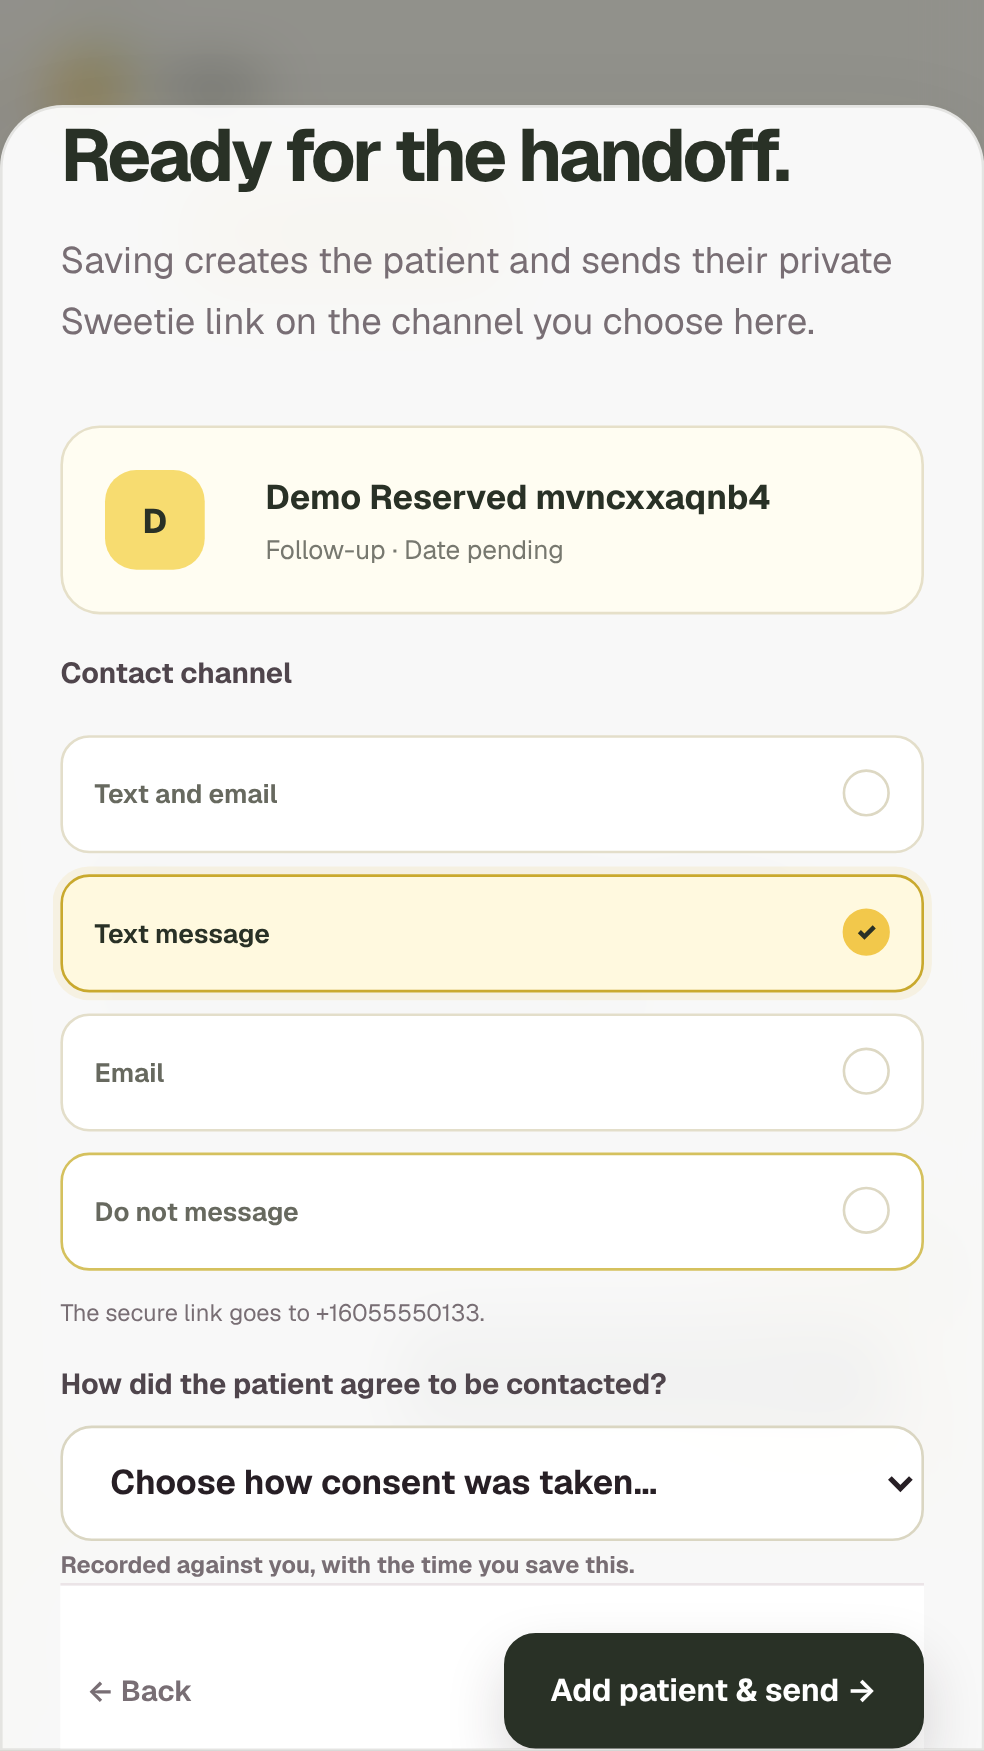 Ready for the handoff.
Saving creates the patient and sends their private
Sweetie link on the channel you choose here.
D
Demo Reserved mvncxxaqnb4
Follow-up · Date pending
Contact channel
Text and email
Text message
Email
Do not message
The secure link goes to +16055550133.
How did the patient agree to be contacted?
Choose how consent was taken...
Recorded against you, with the time you save this.
← Back
Add patient & send →